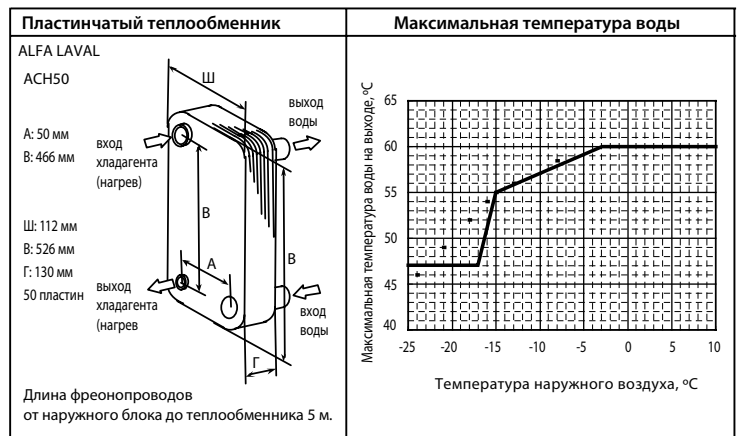 Пластинчатый теплообменник
ALFA LAVAL
ACH50
А: 50 мм
В: 466 мм
Ш: 112 мм
В: 526 мм
Г: 130 мм
50 пластин
Ш
выход
воды
вход
хладагента
(нагрев)
В
А
В
выход
хладагента
(нагрев
вход
воды
Г
Длина фреонопроводов
от наружного блока до теплообменника 5 м.
Максимальная температура воды
Максимальная температура воды на выходе, ºC
65
60
55
50
45
40
-25 -20 -15 -10 -5 0 5 10
Температура наружного воздуха, ºC